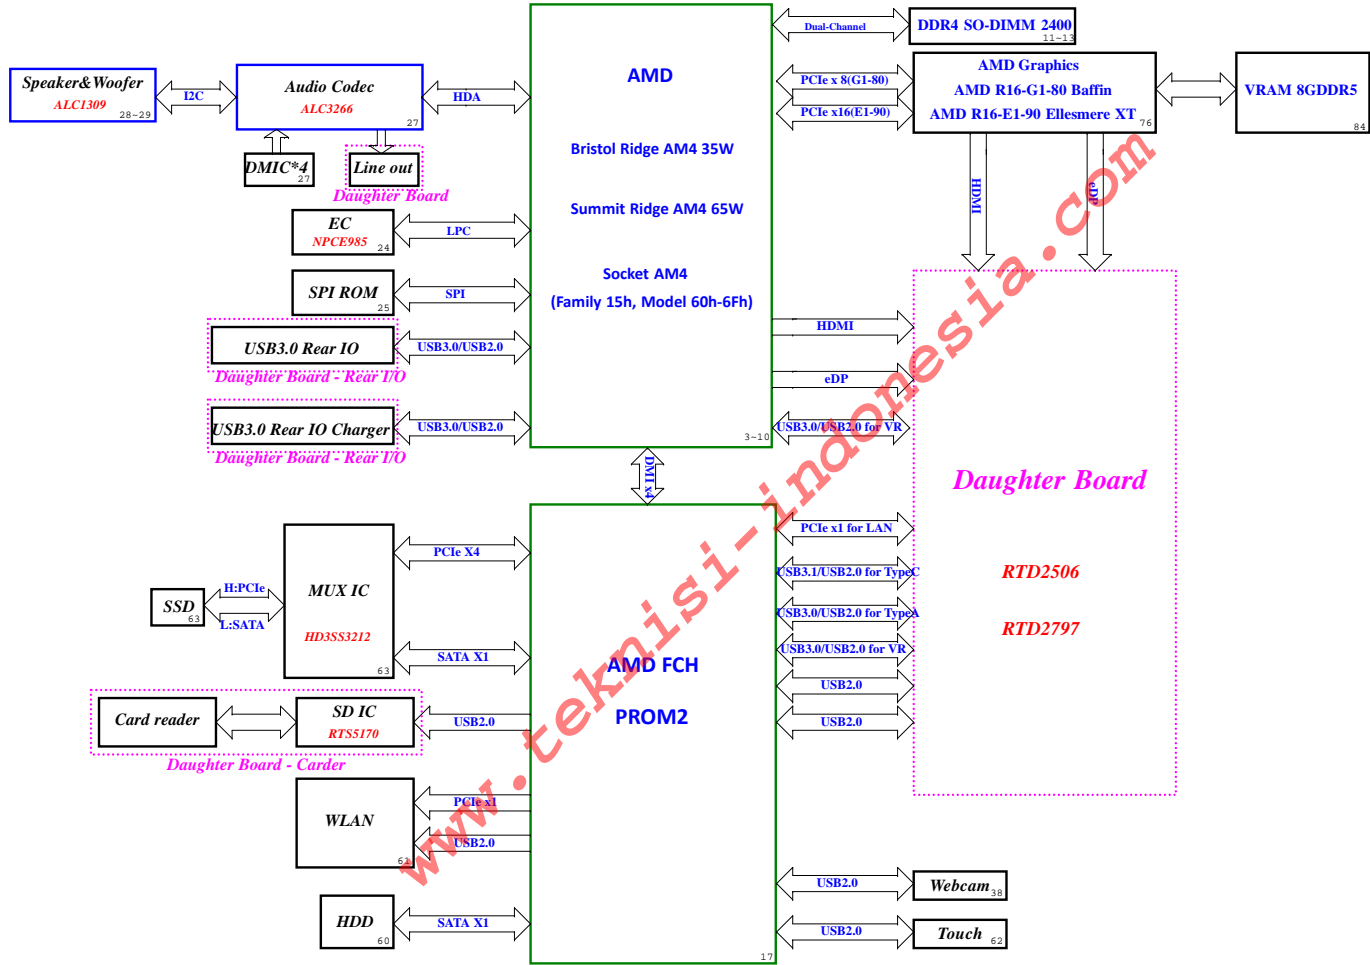 AMD
Bristol Ridge AM4 35W
Summit Ridge AM4 65W
Socket AM4
(Family 15h, Model 60h-6Fh)
3~10
Dual-Channel
DDR4 SO-DIMM 2400
11~13
PCIe x 8(G1-80)
PCIe x16(E1-90)
AMD Graphics
AMD R16-G1-80 Baffin
AMD R16-E1-90 Ellesmere XT
76
VRAM 8GDDR5
84
HDMI
eDP
Speaker&Woofer
ALC1309
28~29
I2C
Audio Codec
ALC3266
27
HDA
DMIC*4
27
Line out
Daughter Board
EC
NPCE985
24
LPC
SPI ROM
25
SPI
USB3.0 Rear IO
USB3.0/USB2.0
Daughter Board - Rear I/O
USB3.0 Rear IO Charger
USB3.0/USB2.0
Daughter Board - Rear I/O
HDMI
eDP
USB3.0/USB2.0 for VR
DMI x4
Daughter Board
RTD2506
RTD2797
AMD FCH
PROM2
17
PCIe x1 for LAN
USB3.1/USB2.0 for TypeC
USB3.0/USB2.0 for TypeA
USB3.0/USB2.0 for VR
USB2.0
USB2.0
MUX IC
HD3SS3212
63
PCIe X4
SATA X1
SSD
63
H:PCIe
L:SATA
Card reader
SD IC
RTS5170
USB2.0
Daughter Board - Carder
WLAN
61
PCIe x1
USB2.0
HDD
60
SATA X1
USB2.0
Webcam
38
USB2.0
Touch
62
www.teknisi-indonesia.com